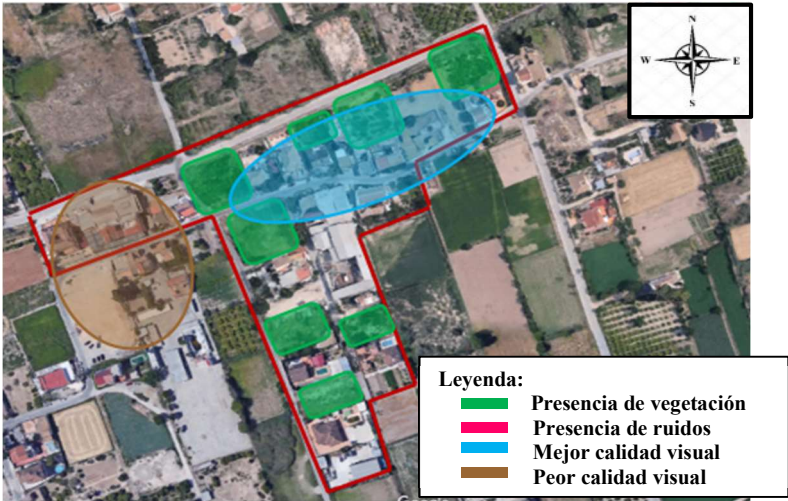 N
W
E
S
Leyenda:
Presencia de vegetación
Presencia de ruidos
Mejor calidad visual
Peor calidad visual